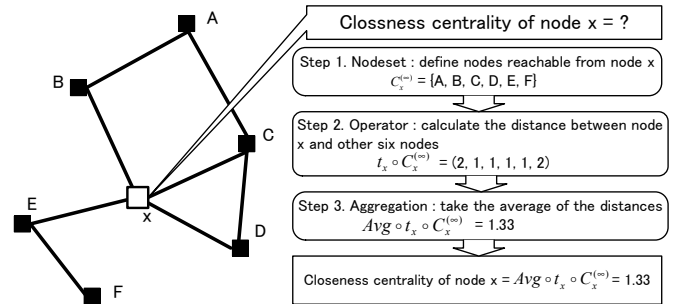 A
B
C
D
E
F
x
Clossness centrality of node x = ?
Step 1. Nodeset : define nodes reachable from node x
C_x^(∞) = {A, B, C, D, E, F}
Step 2. Operator : calculate the distance between node
x and other six nodes
t_x ∘ C_x^(∞) = (2, 1, 1, 1, 1, 2)
Step 3. Aggregation : take the average of the distances
Avg ∘ t_x ∘ C_x^(∞) = 1.33
Closeness centrality of node x = Avg ∘ t_x ∘ C_x^(∞) = 1.33